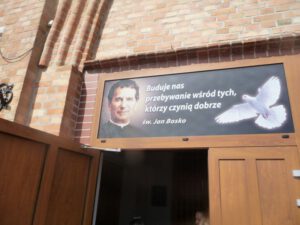 Buduje nas
przebywanie wśród tych,
którzy czynią dobrze
św. Jan Bosko